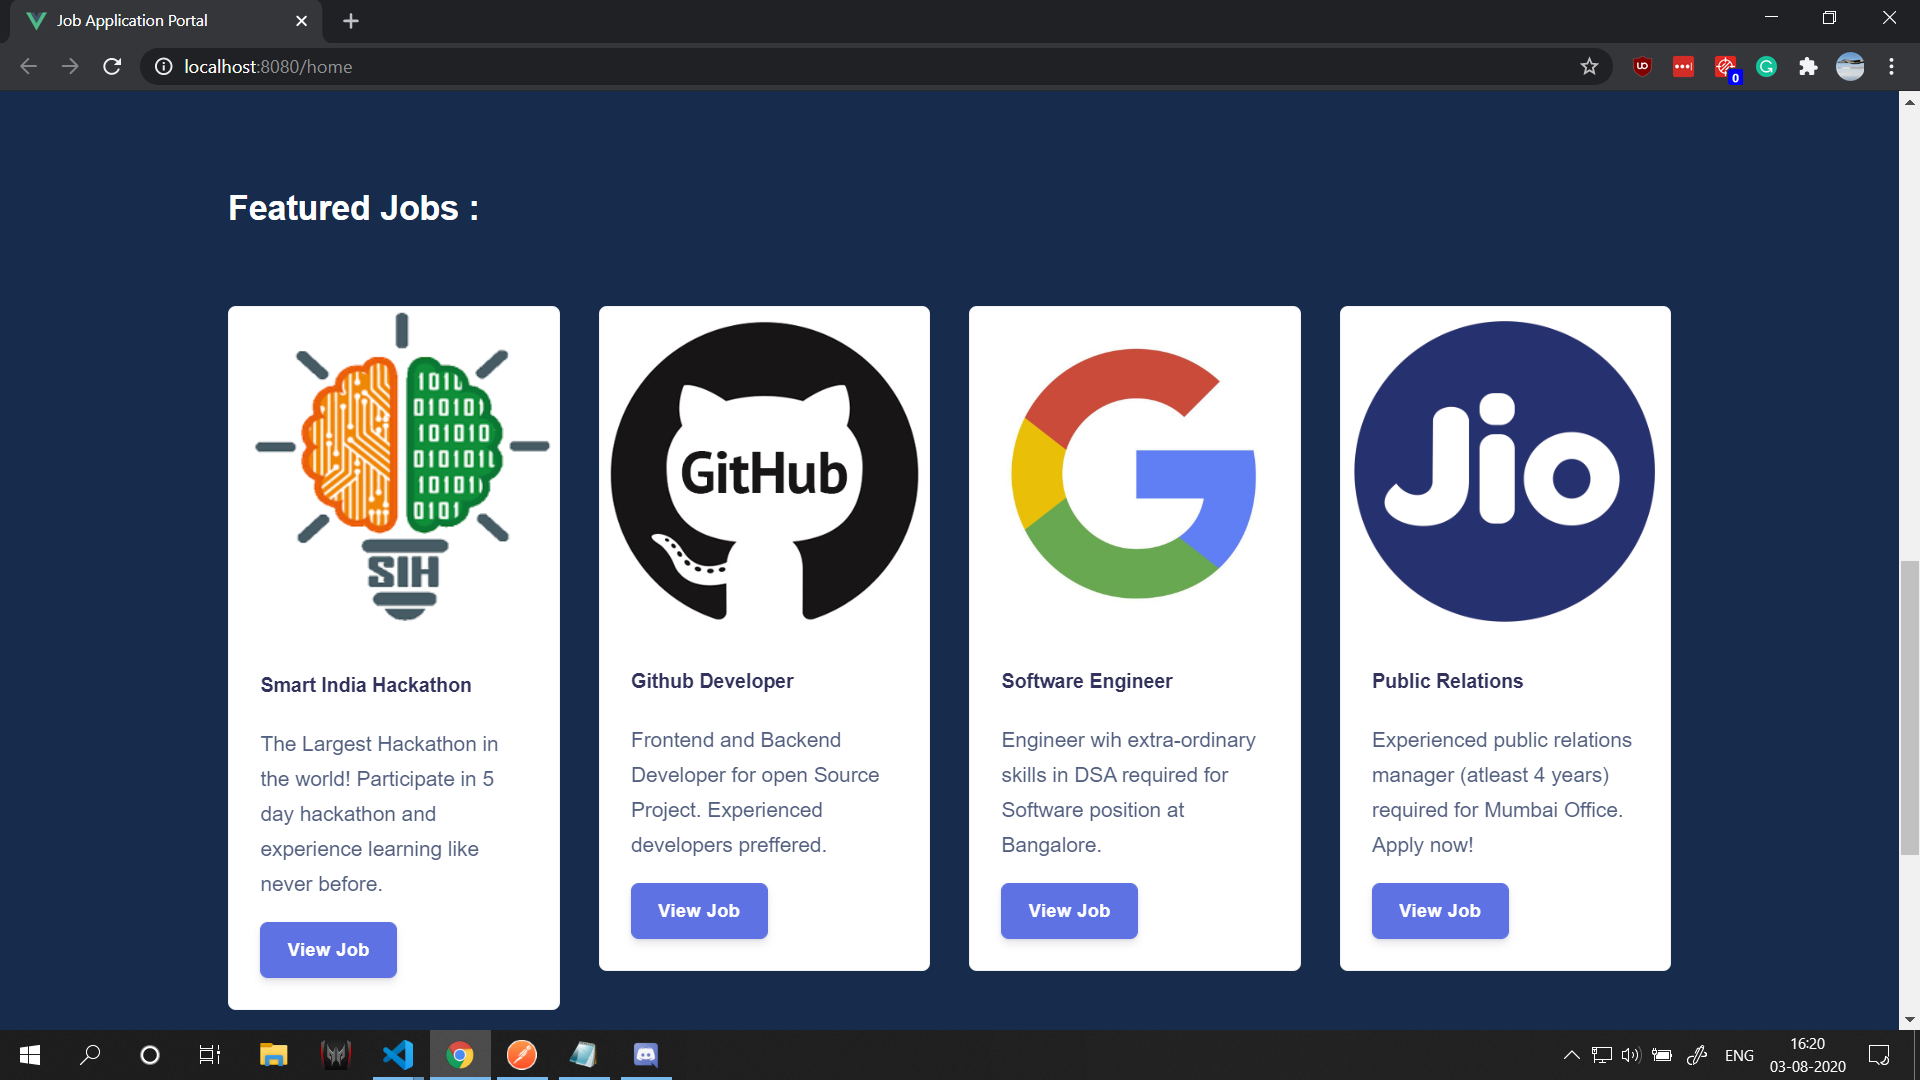 Job Application Portal
localhost:8080/home
0
Featured Jobs :
101L
010101
101010
010101L
10101)
0101
SIH
GitHub
Jio
Smart India Hackathon
The Largest Hackathon in
the world! Participate in 5
day hackathon and
experience learning like
never before.
View Job
Github Developer
Frontend and Backend
Developer for open Source
Project. Experienced
developers preffered.
View Job
Software Engineer
Engineer wih extra-ordinary
skills in DSA required for
Software position at
Bangalore.
View Job
Public Relations
Experienced public relations
manager (atleast 4 years)
required for Mumbai Office.
Apply now!
View Job
ENG
16:20
03-08-2020